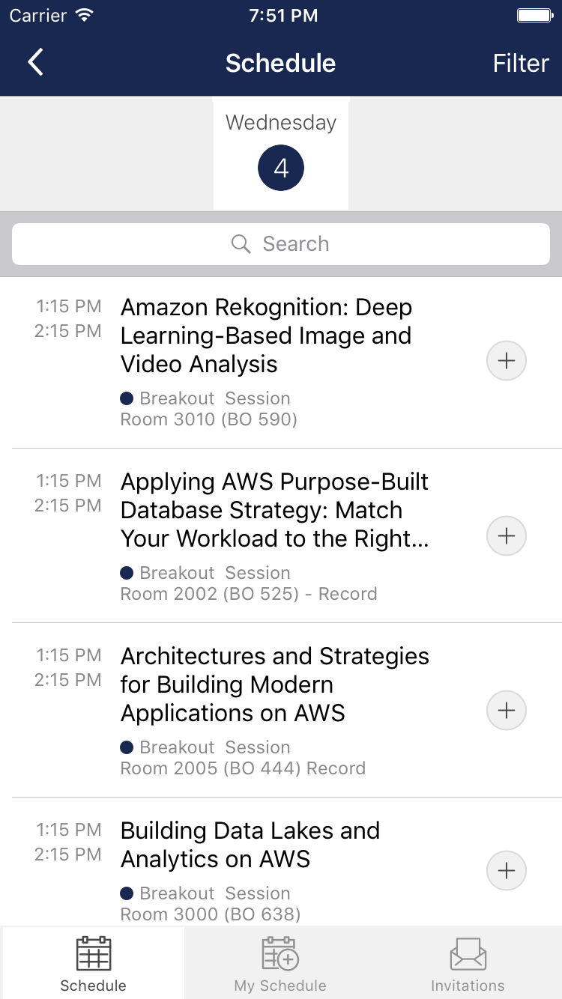 Carrier 7:51 PM
Schedule Filter
Wednesday
4
Search
1:15 PM Amazon Rekognition: Deep
2:15 PM Learning-Based Image and
Video Analysis
Breakout Session
Room 3010 (BO 590)
1:15 PM Applying AWS Purpose-Built
2:15 PM Database Strategy: Match
Your Workload to the Right...
Breakout Session
Room 2002 (BO 525) - Record
1:15 PM Architectures and Strategies
2:15 PM for Building Modern
Applications on AWS
Breakout Session
Room 2005 (BO 444) Record
1:15 PM Building Data Lakes and
2:15 PM Analytics on AWS
Breakout Session
Room 3000 (BO 638)
Schedule My Schedule Invitations